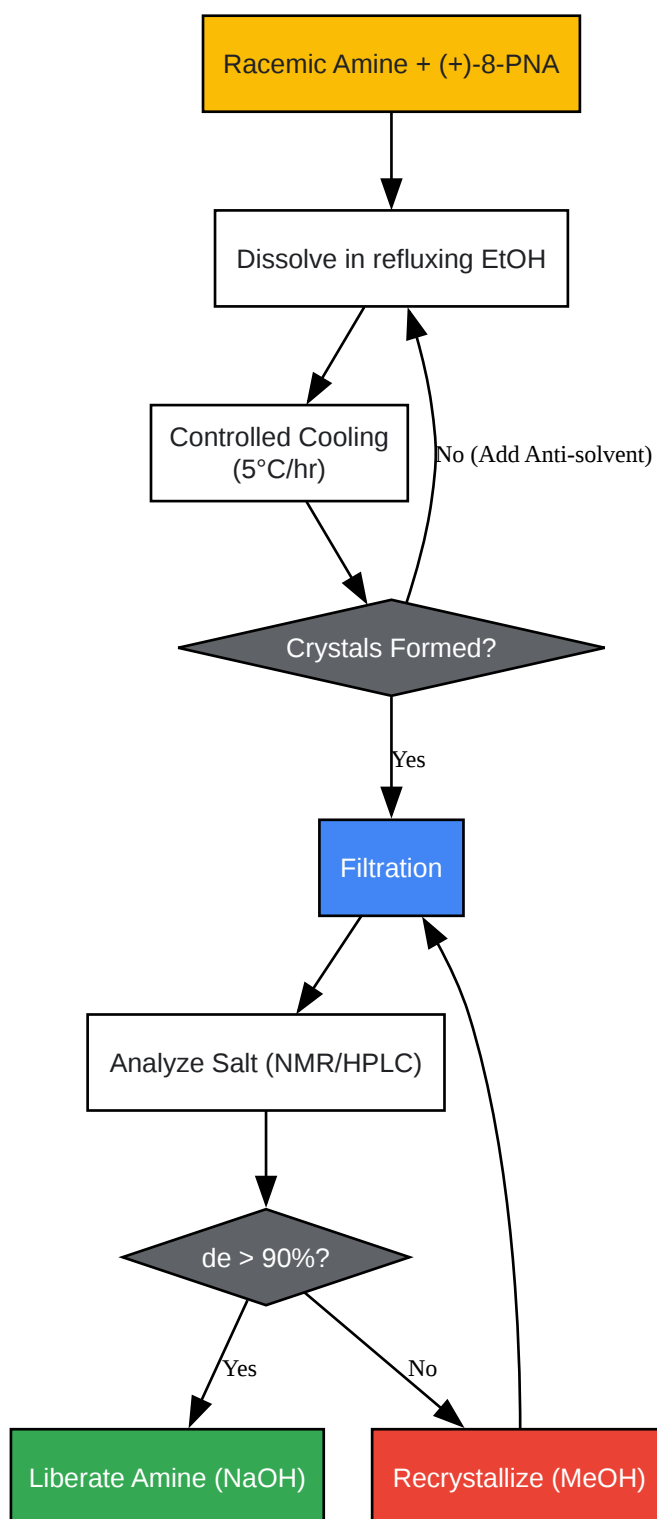 Racemic Amine + (+)-8-PNA
Dissolve in refluxing EtOH
Controlled Cooling
(5°C/hr)
No (Add Anti-solvent)
Crystals Formed?
Yes
Filtration
Analyze Salt (NMR/HPLC)
de > 90%?
Yes
No
Liberate Amine (NaOH)
Recrystallize (MeOH)